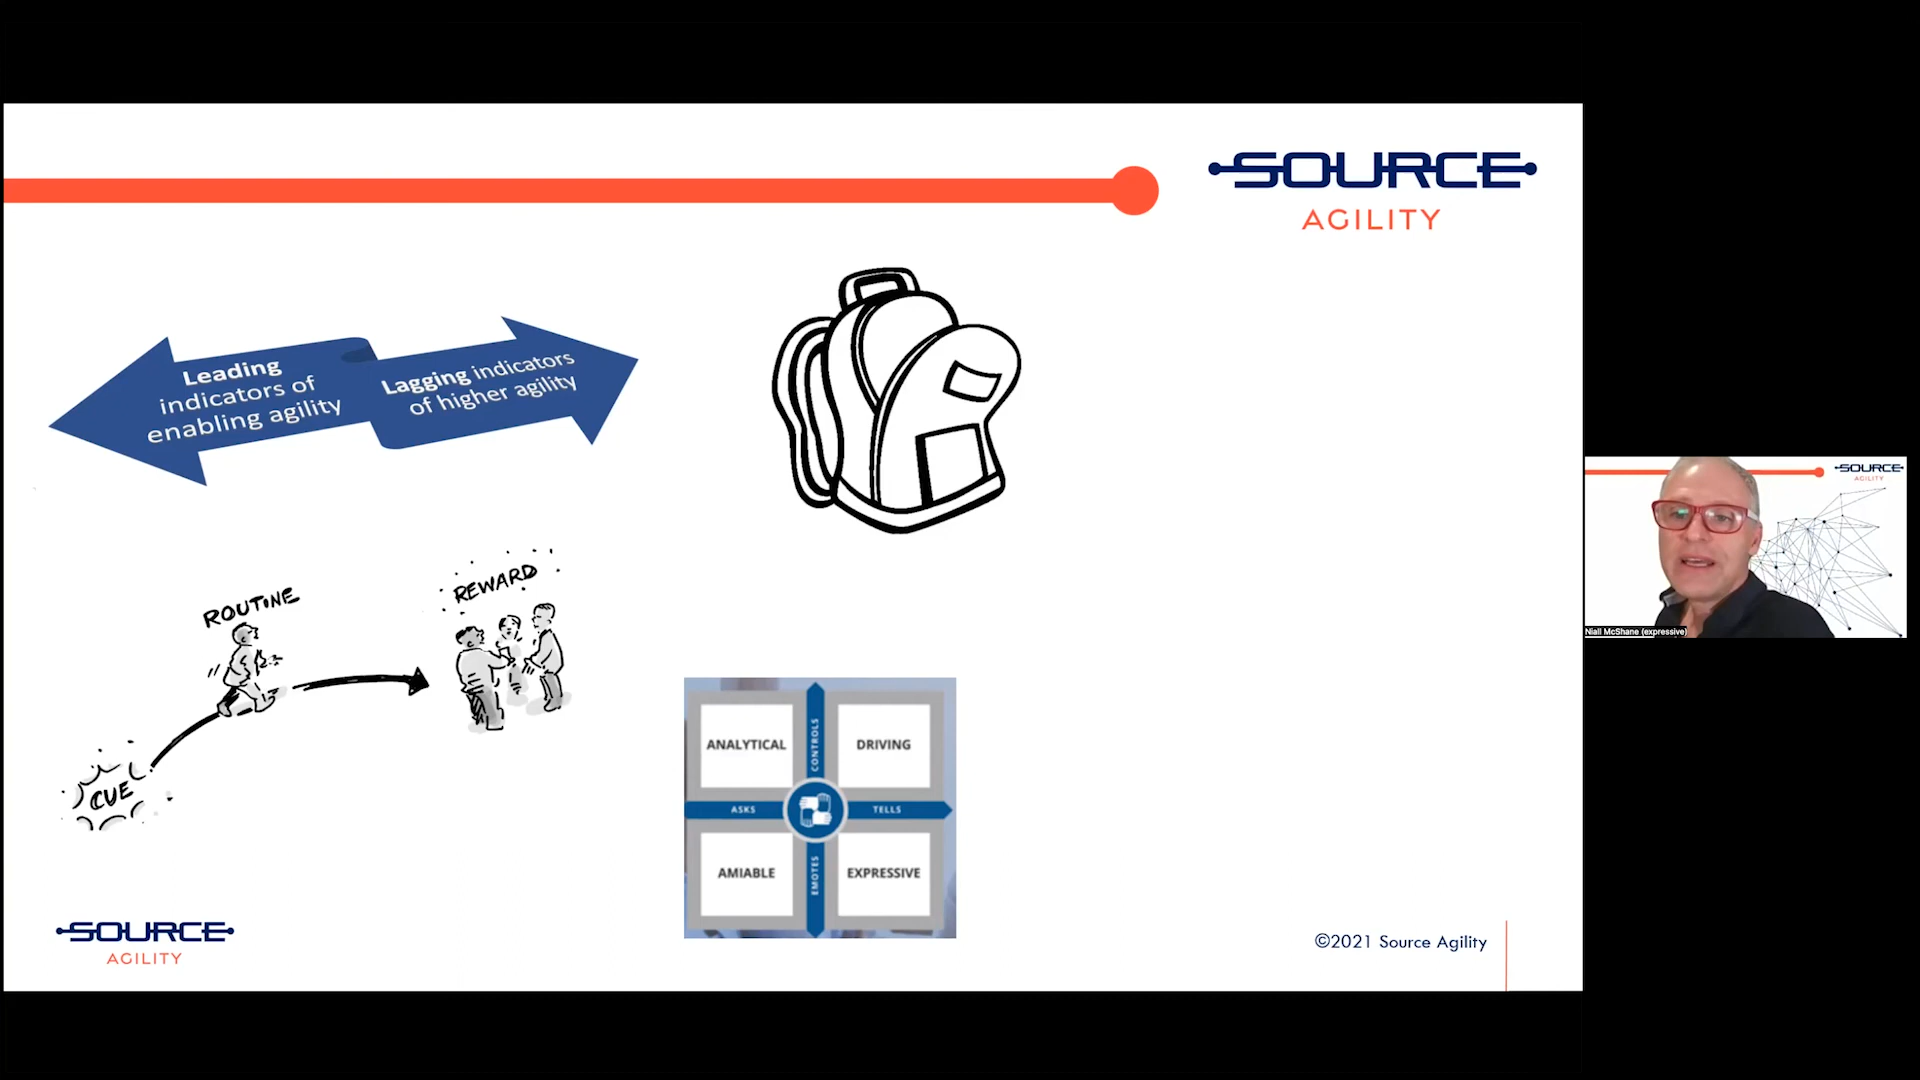 SOURCE
AGILITY
Leading
indicators of
enabling agility
Lagging indicators
of higher agility
ROUTINE
REWARD
CUE
ANALYTICAL
CONTROLS
DRIVING
ASKS
TELLS
AMIABLE
EMOTES
EXPRESSIVE
SOURCE
AGILITY
©2021 Source Agility
SOURCE
AGILITY
Niall McShane (expressive)